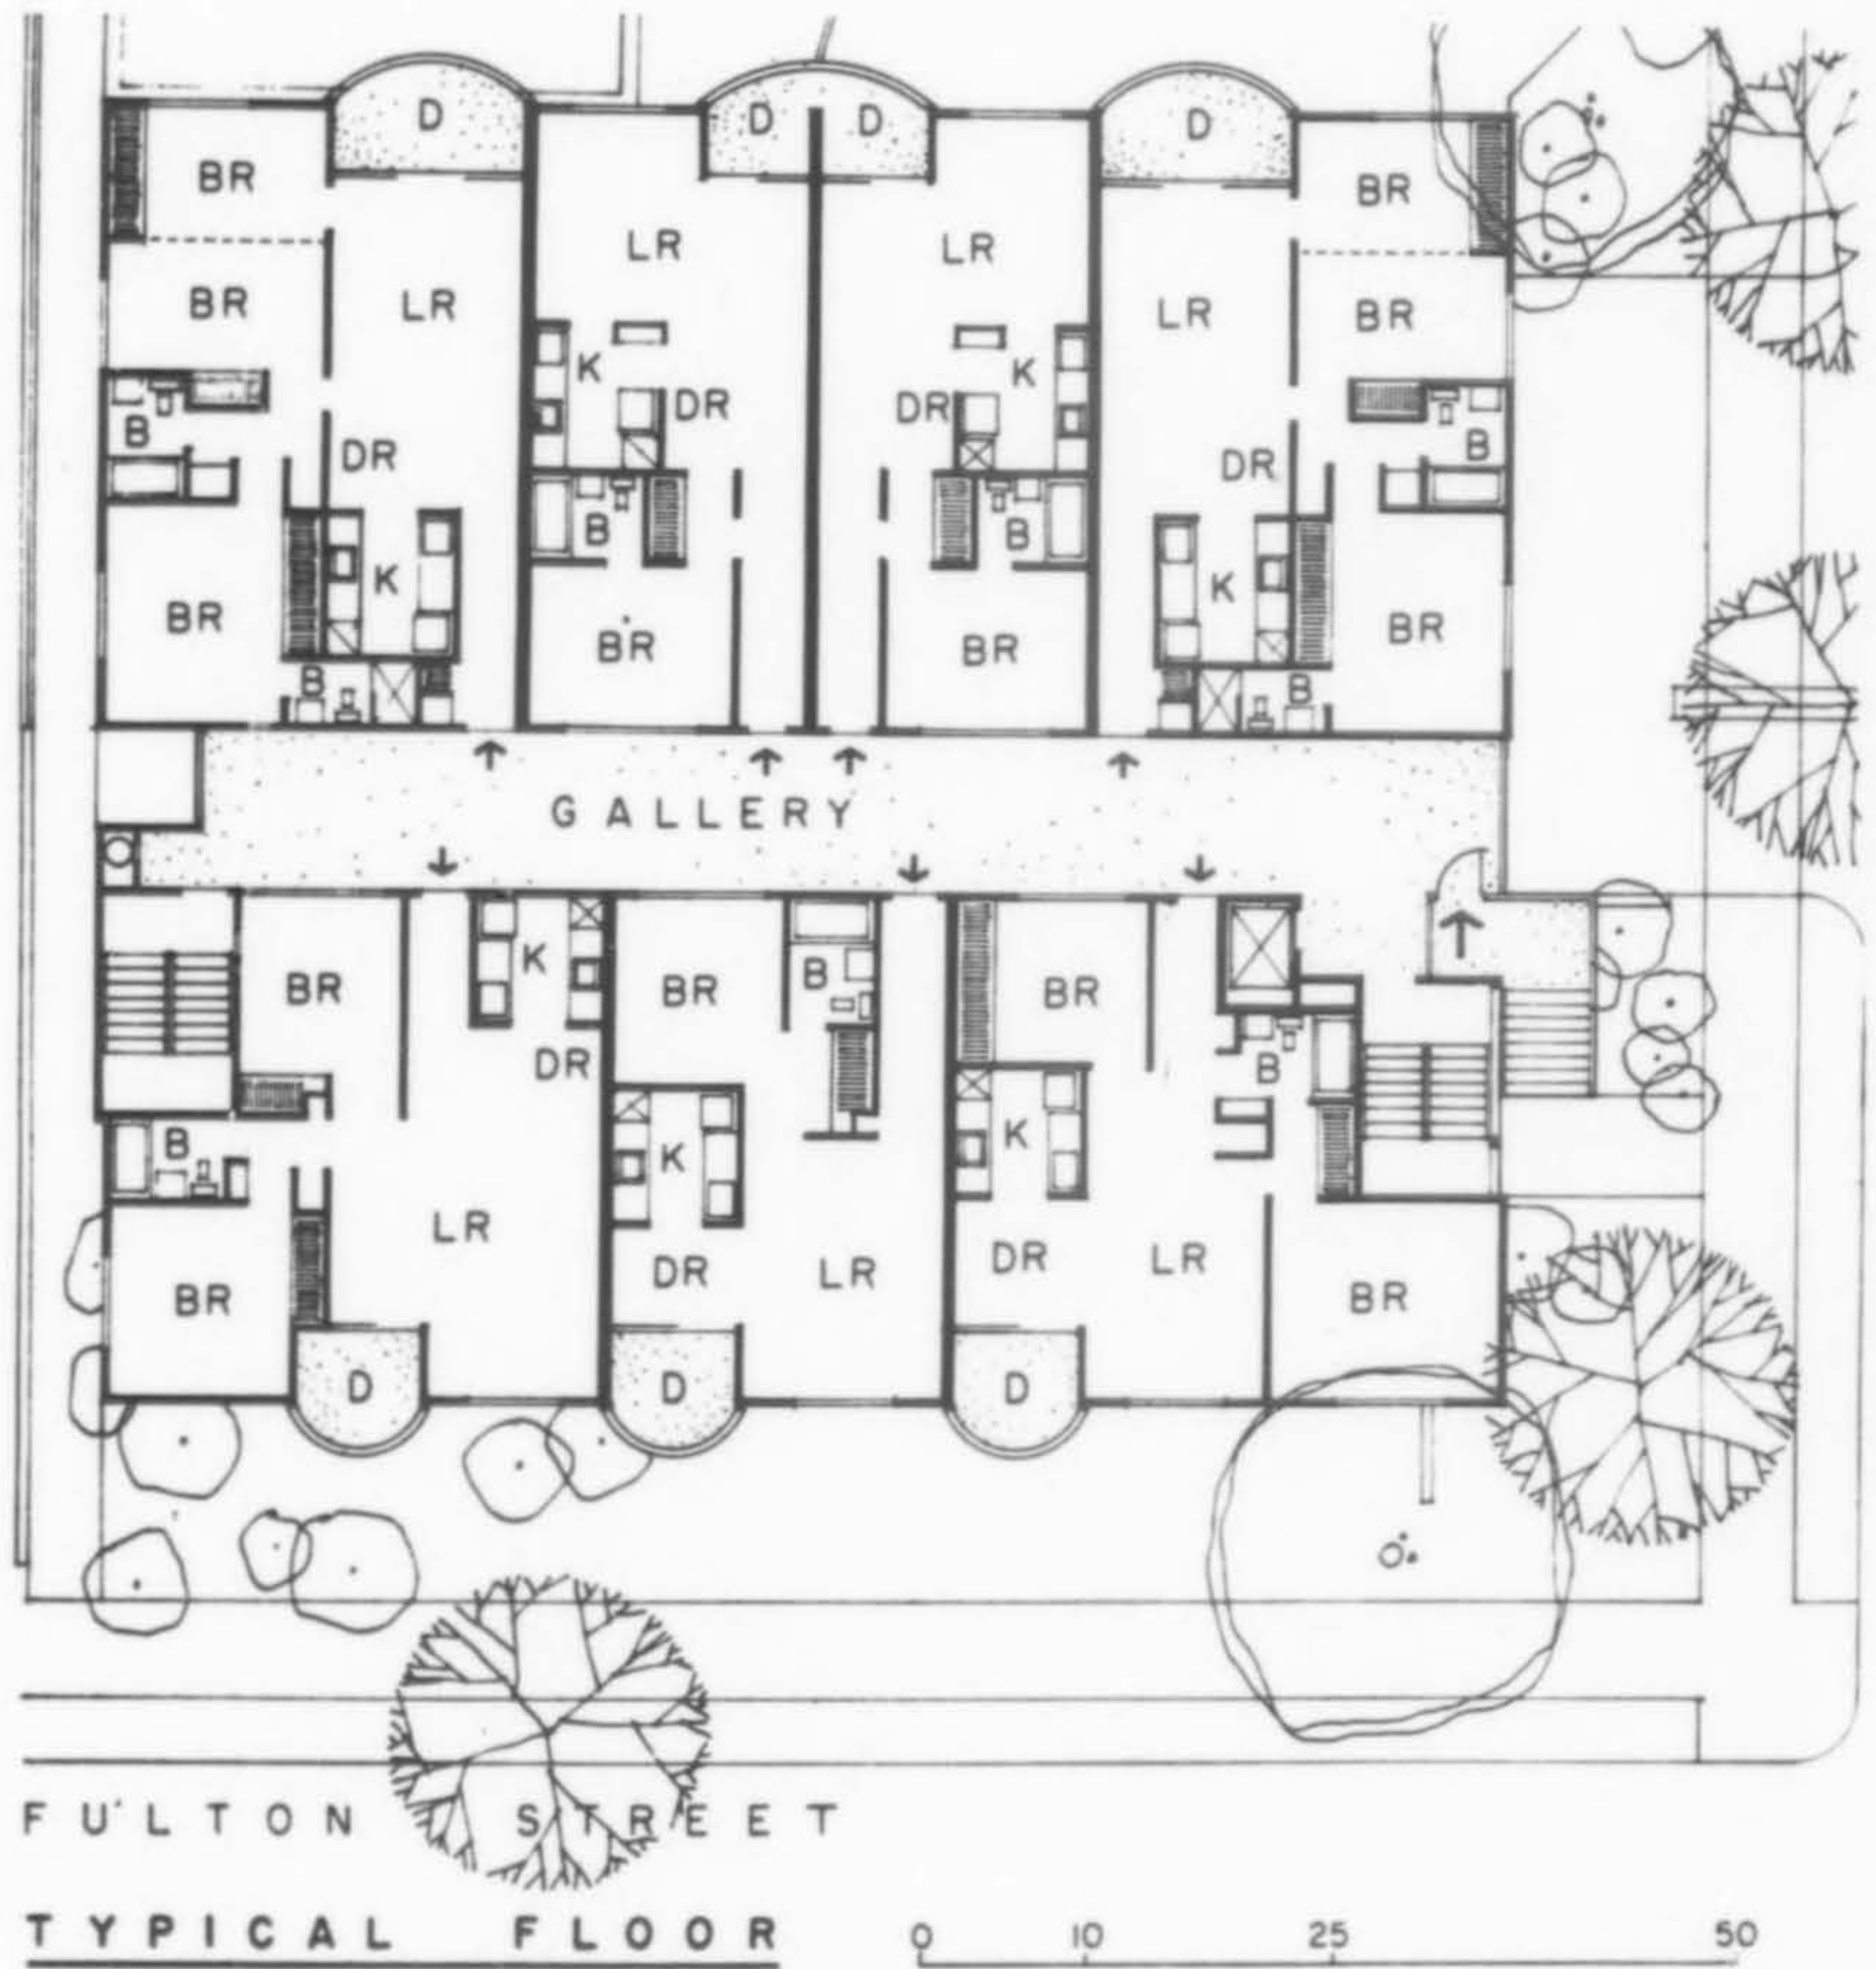 D D D D
BR BR
LR LR
BR LR LR BR
K K
DR DR
B DR DR B
B B
K K
BR BR BR BR
B B
GALLERY
K
BR BR B BR
DR B
B K K
LR DR LR DR LR
BR BR
D D D
FULTON STREET
TYPICAL FLOOR 0 10 25 50